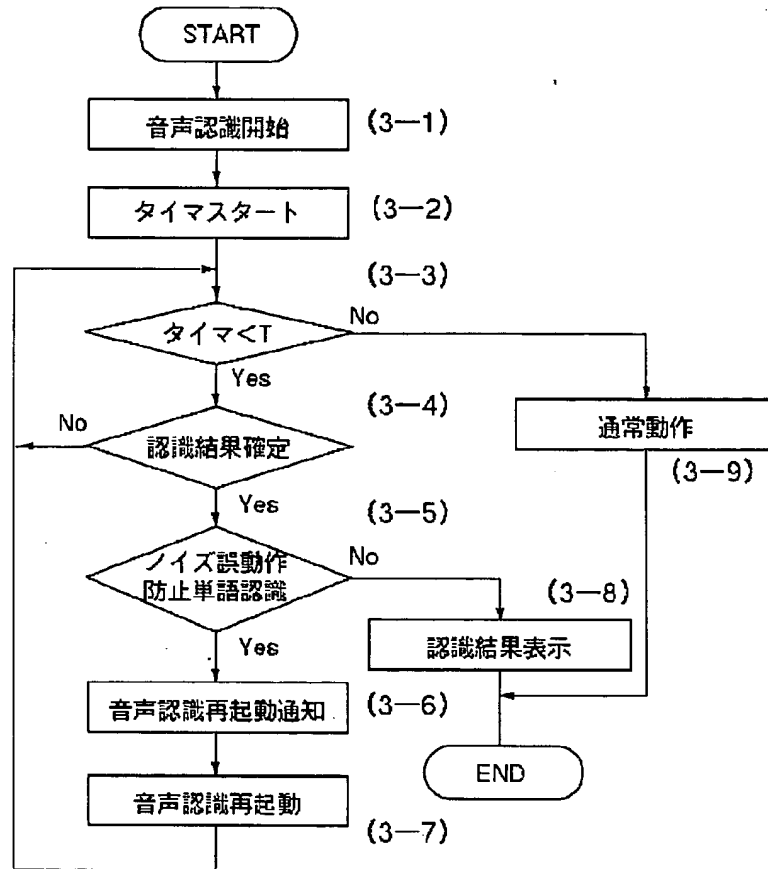 START
音声認識開始
(3—1)
タイマスタート
(3—2)
(3—3)
タイマ<T
No
Yes
(3—4)
No
認識結果確定
通常動作
(3—9)
Yes
(3—5)
ノイズ誤動作
防止単語認識
No
(3—8)
認識結果表示
Yes
音声認識再起動通知
(3—6)
END
音声認識再起動
(3—7)